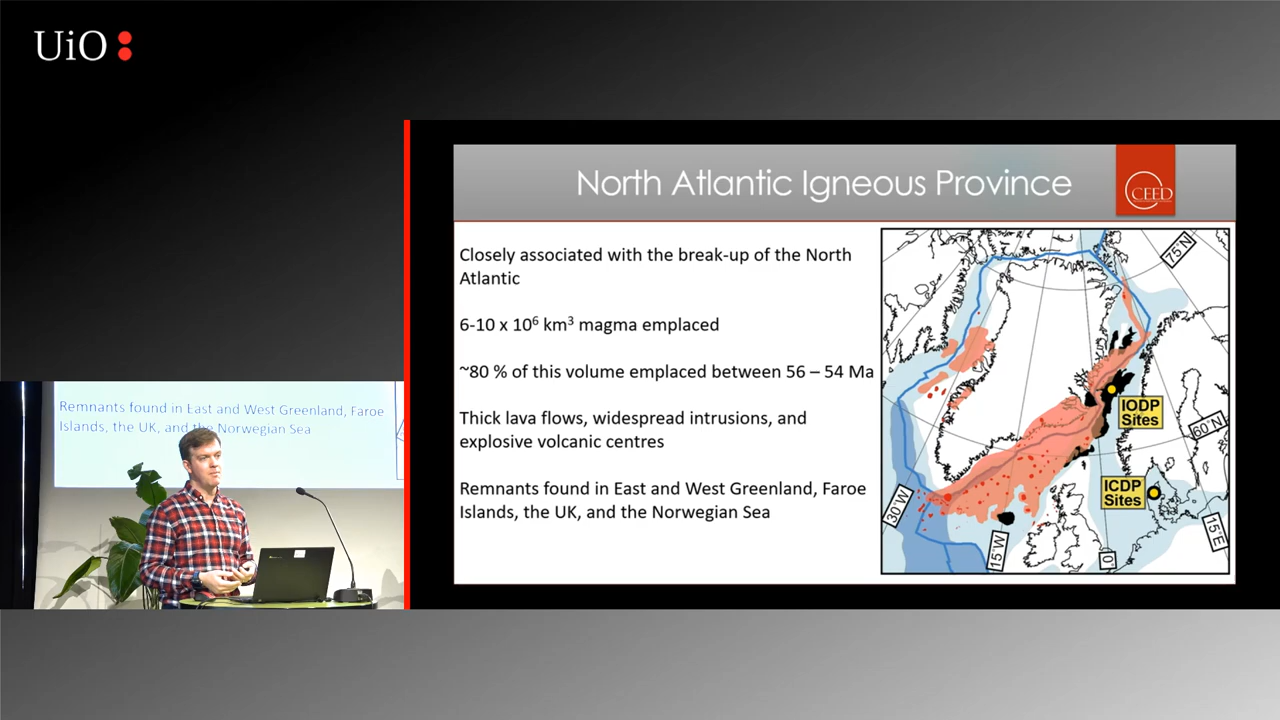 UiO:
North Atlantic Igneous Province
CEED
Closely associated with the break-up of the North
Atlantic
6-10 x 10⁶ km³ magma emplaced
~80 % of this volume emplaced between 56 – 54 Ma
Thick lava flows, widespread intrusions, and
explosive volcanic centres
Remnants found in East and West Greenland, Faroe
Islands, the UK, and the Norwegian Sea
75°N
IODP
Sites
60°N
ICDP
Sites
30°W
15°W
0°
15°E
Remnants found in East and West Greenland, Faroe
Islands, the UK, and the Norwegian Sea